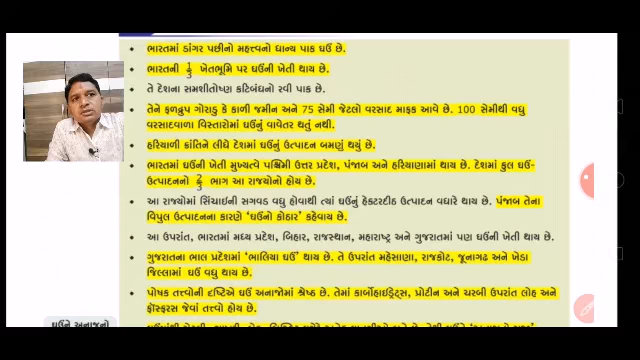 • ભારતમાં ડાંગર પછીનો મહત્ત્વનો ધાન્ય પાક ઘઉં છે.
• ભારતની 1/3 ખેતભૂમિ પર ઘઉંની ખેતી થાય છે.
• તે દેશના સમશીતોષ્ણ કટિબંધનો રવી પાક છે.
• તેને ફળદ્રુપ ગોરાડુ કે કાળી જમીન અને 75 સેમી જેટલો વરસાદ માફક આવે છે. 100 સેમીથી વધુ
વરસાદવાળા વિસ્તારોમાં ઘઉંનું વાવેતર થતું નથી.
• હરિયાળી ક્રાંતિને લીધે દેશમાં ઘઉંનું ઉત્પાદન બમણું થયું છે.
• ભારતમાં ઘઉંની ખેતી મુખ્યત્વે પશ્ચિમી ઉત્તર પ્રદેશ, પંજાબ અને હરિયાણામાં થાય છે. દેશમાં કુલ ઘઉં-
ઉત્પાદનનો 2/3 ભાગ આ રાજ્યોનો હોય છે.
• આ રાજ્યોમાં સિંચાઈની સગવડ વધુ હોવાથી ત્યાં ઘઉંનું હેક્ટરદીઠ ઉત્પાદન વધારે થાય છે. પંજાબ તેના
વિપુલ ઉત્પાદનના કારણે 'ઘઉંનો કોઠાર' કહેવાય છે.
• આ ઉપરાંત, ભારતમાં મધ્ય પ્રદેશ, બિહાર, રાજસ્થાન, મહારાષ્ટ્ર અને ગુજરાતમાં પણ ઘઉંની ખેતી થાય છે.
• ગુજરાતના ભાલ પ્રદેશમાં 'ભાલિયા ઘઉં' થાય છે. તે ઉપરાંત મહેસાણા, રાજકોટ, જૂનાગઢ અને ખેડા
જિલ્લામાં ઘઉં વધુ થાય છે.
• પોષક તત્ત્વોની દૃષ્ટિએ ઘઉં અનાજોમાં શ્રેષ્ઠ છે. તેમાં કાર્બોહાઈડ્રેટ્સ, પ્રોટીન અને ચરબી ઉપરાંત લોહ અને
ફૉસ્ફરસ જેવાં તત્ત્વો હોય છે.
ઘઉંને અનાજનો